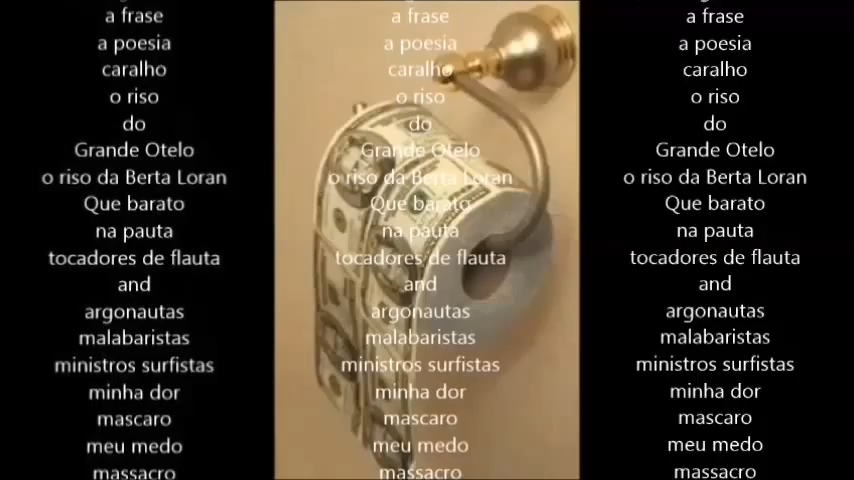 a frase a frase a frase
a poesia a poesia a poesia
caralho caralho caralho
o riso o riso o riso
do do do
Grande Otelo Grande Otelo Grande Otelo
o riso da Berta Loran o riso da Berta Loran o riso da Berta Loran
Que barato Que barato Que barato
na pauta na pauta na pauta
tocadores de flauta tocadores de flauta tocadores de flauta
and and and
argonautas argonautas argonautas
malabaristas malabaristas malabaristas
ministros surfistas ministros surfistas ministros surfistas
minha dor minha dor minha dor
mascaro mascaro mascaro
meu medo meu medo meu medo
massacro massacro massacro